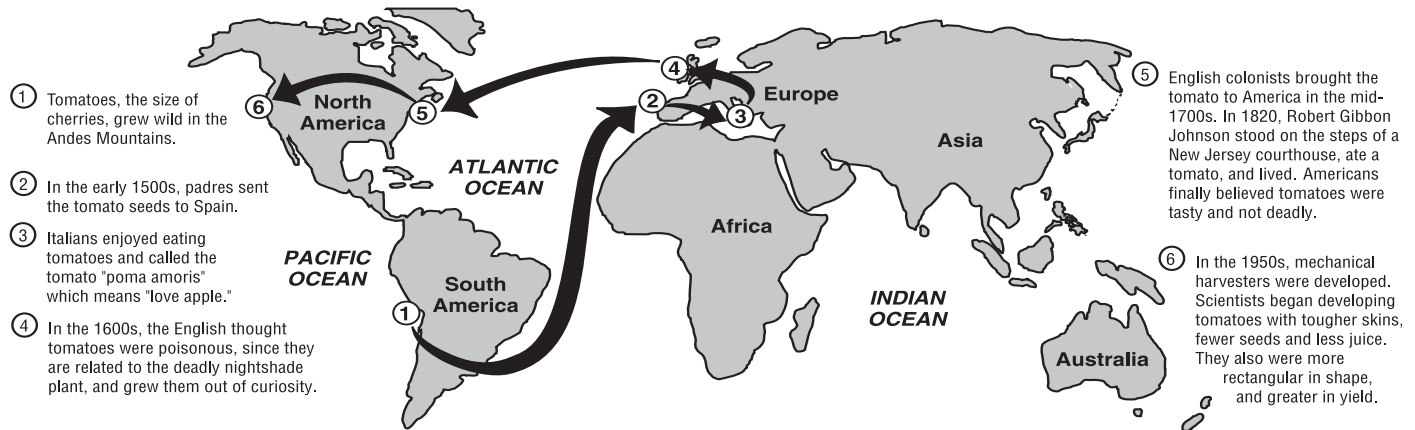 ① Tomatoes, the size of
cherries, grew wild in the
Andes Mountains.
② In the early 1500s, padres sent
the tomato seeds to Spain.
③ Italians enjoyed eating
tomatoes and called the
tomato "poma amoris"
which means "love apple."
④ In the 1600s, the English thought
tomatoes were poisonous, since they
are related to the deadly nightshade
plant, and grew them out of curiosity.
⑥
North
America
⑤
ATLANTIC
OCEAN
PACIFIC
OCEAN
South
America
①
④
②
③
Europe
Asia
Africa
INDIAN
OCEAN
Australia
⑤ English colonists brought the
tomato to America in the mid-
1700s. In 1820, Robert Gibbon
Johnson stood on the steps of a
New Jersey courthouse, ate a
tomato, and lived. Americans
finally believed tomatoes were
tasty and not deadly.
⑥ In the 1950s, mechanical
harvesters were developed.
Scientists began developing
tomatoes with tougher skins,
fewer seeds and less juice.
They also were more
rectangular in shape,
and greater in yield.